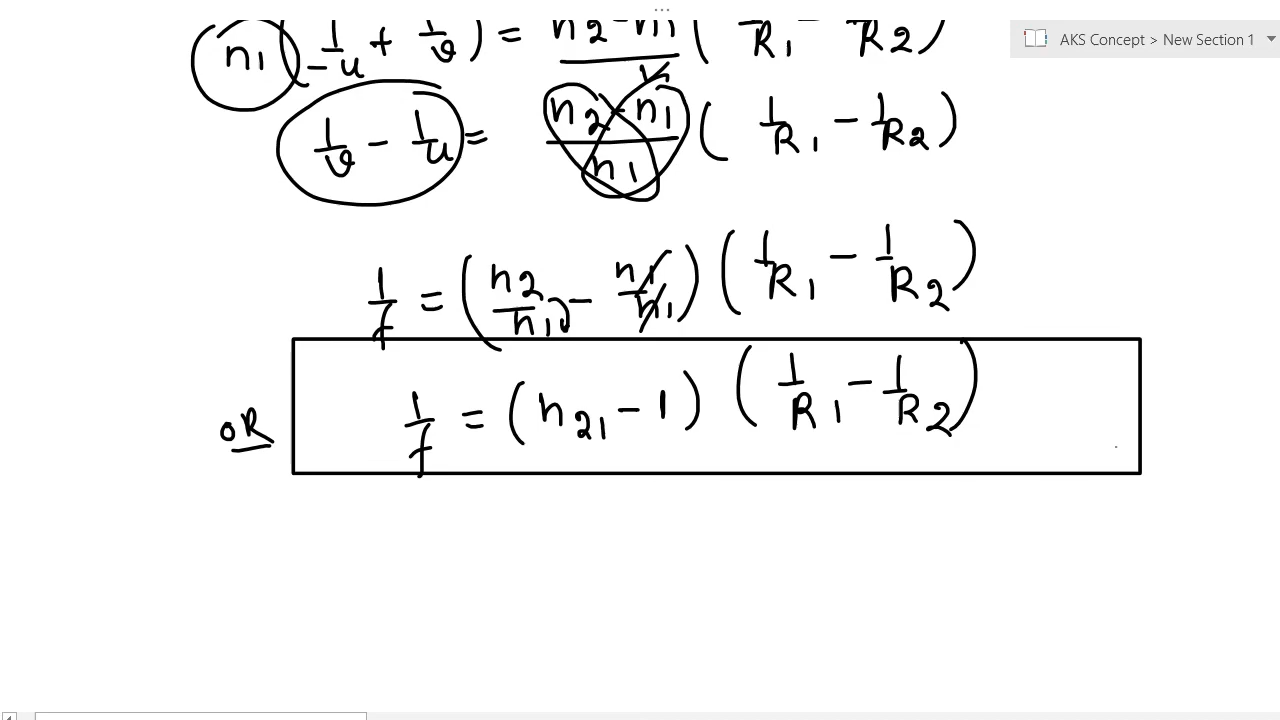 n₁(1/-u + 1/v) = n₂-n₁/ (1/R₁ - 1/R₂)
AKS Concept > New Section 1
1/v - 1/u = n₂-n₁/n₁ (1/R₁ - 1/R₂)
1/f = (n₂/n₁ - n₁/n₁) (1/R₁ - 1/R₂)
OR 1/f = (n₂₁ - 1) (1/R₁ - 1/R₂)